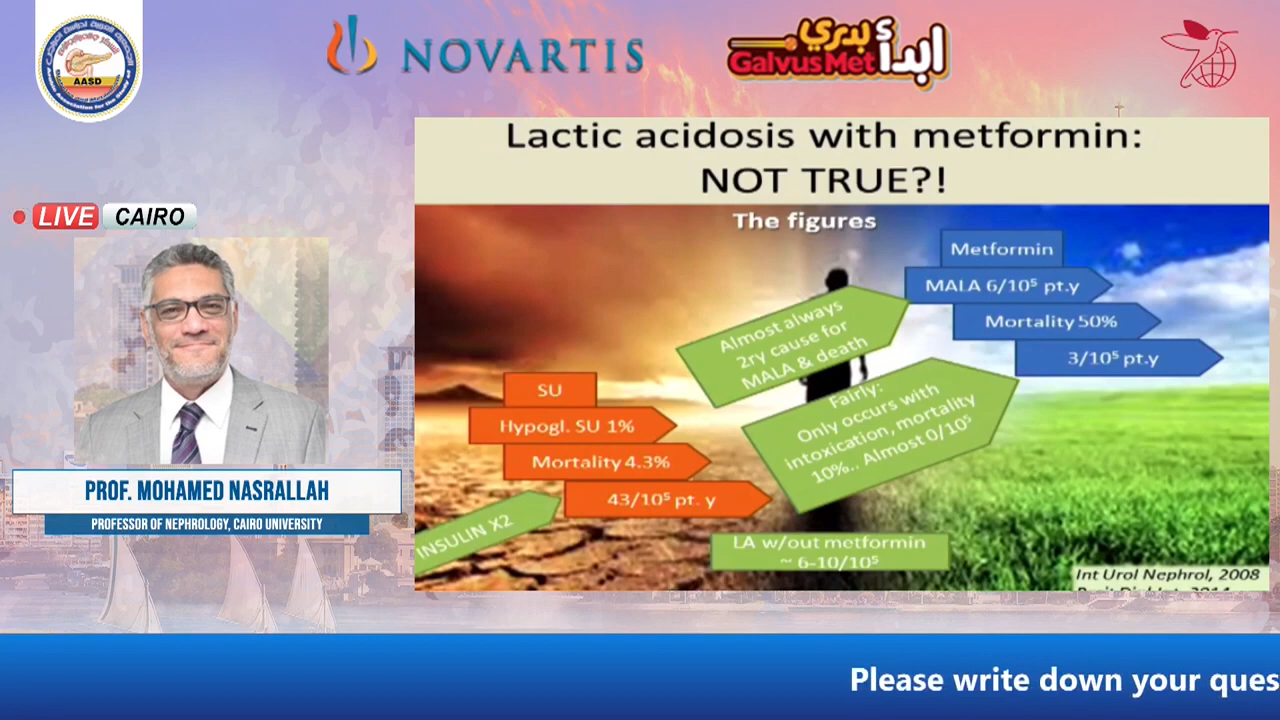 AASD
NOVARTIS
ابدأ بدري
GalvusMet
Lactic acidosis with metformin:
NOT TRUE?!
LIVE CAIRO
The figures
Metformin
MALA 6/10⁵ pt.y
Mortality 50%
3/10⁵ pt.y
Almost always
2ry cause for
MALA & death
Fairly:
Only occurs with
intoxication, mortality
10%.. Almost 0/10⁵
SU
Hypogl. SU 1%
Mortality 4.3%
43/10⁵ pt. y
INSULIN X2
LA w/out metformin
~ 6-10/10⁵
Int Urol Nephrol, 2008
PROF. MOHAMED NASRALLAH
PROFESSOR OF NEPHROLOGY, CAIRO UNIVERSITY
Please write down your ques